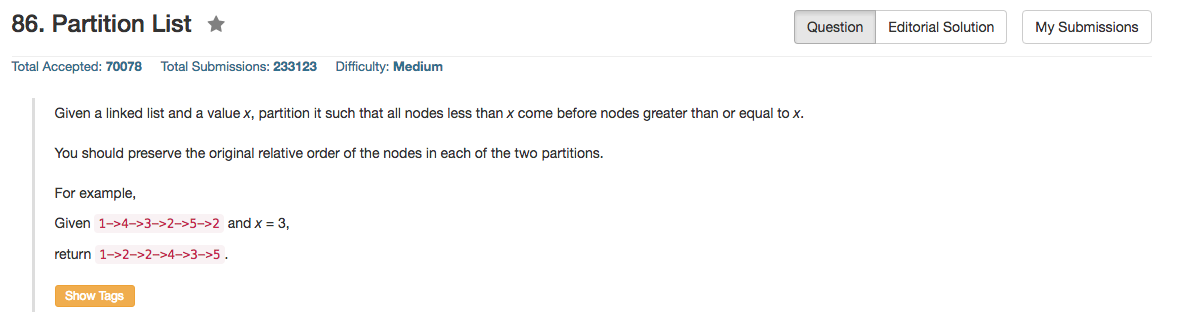 86. Partition List
Question Editorial Solution My Submissions
Total Accepted: 70078 Total Submissions: 233123 Difficulty: Medium
Given a linked list and a value x, partition it such that all nodes less than x come before nodes greater than or equal to x.
You should preserve the original relative order of the nodes in each of the two partitions.
For example,
Given 1->4->3->2->5->2 and x = 3,
return 1->2->2->4->3->5 .
Show Tags